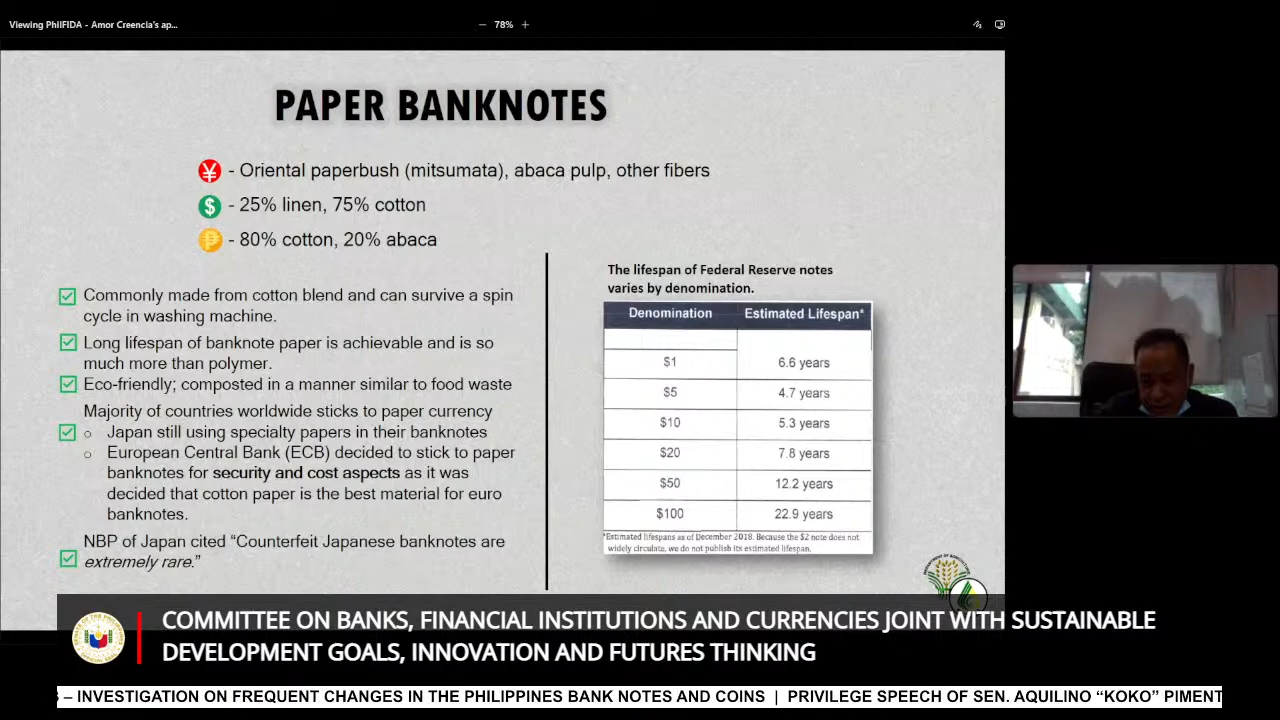 Viewing PhilFIDA - Amor Creencia's ap...
78%
PAPER BANKNOTES
¥ - Oriental paperbush (mitsumata), abaca pulp, other fibers
$ - 25% linen, 75% cotton
₱ - 80% cotton, 20% abaca
Commonly made from cotton blend and can survive a spin
cycle in washing machine.
Long lifespan of banknote paper is achievable and is so
much more than polymer.
Eco-friendly; composted in a manner similar to food waste
Majority of countries worldwide sticks to paper currency
o Japan still using specialty papers in their banknotes
o European Central Bank (ECB) decided to stick to paper
banknotes for security and cost aspects as it was
decided that cotton paper is the best material for euro
banknotes.
NBP of Japan cited “Counterfeit Japanese banknotes are
extremely rare.”
The lifespan of Federal Reserve notes
varies by denomination.
Denomination Estimated Lifespan*
$1 6.6 years
$5 4.7 years
$10 5.3 years
$20 7.8 years
$50 12.2 years
$100 22.9 years
*Estimated lifespans as of December 2018. Because the $2 note does not
widely circulate, we do not publish its estimated lifespan.
COMMITTEE ON BANKS, FINANCIAL INSTITUTIONS AND CURRENCIES JOINT WITH SUSTAINABLE
DEVELOPMENT GOALS, INNOVATION AND FUTURES THINKING
– INVESTIGATION ON FREQUENT CHANGES IN THE PHILIPPINES BANK NOTES AND COINS | PRIVILEGE SPEECH OF SEN. AQUILINO “KOKO” PIMENT